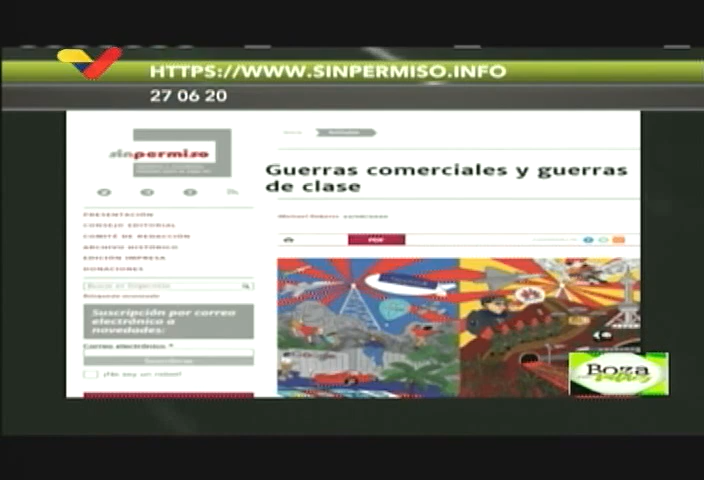 HTTPS://WWW.SINPERMISO.INFO
27 06 20
sinpermiso
Guerras comerciales y guerras
de clase
PDF
PRESENTACIÓN
CONSEJO EDITORIAL
COMITÉ DE REDACCIÓN
ARCHIVO HISTÓRICO
EDICIÓN IMPRESA
DONACIONES
Suscripción por correo
electrónico a
novedades:
Correo electrónico *
¿No soy un robot?
Boza